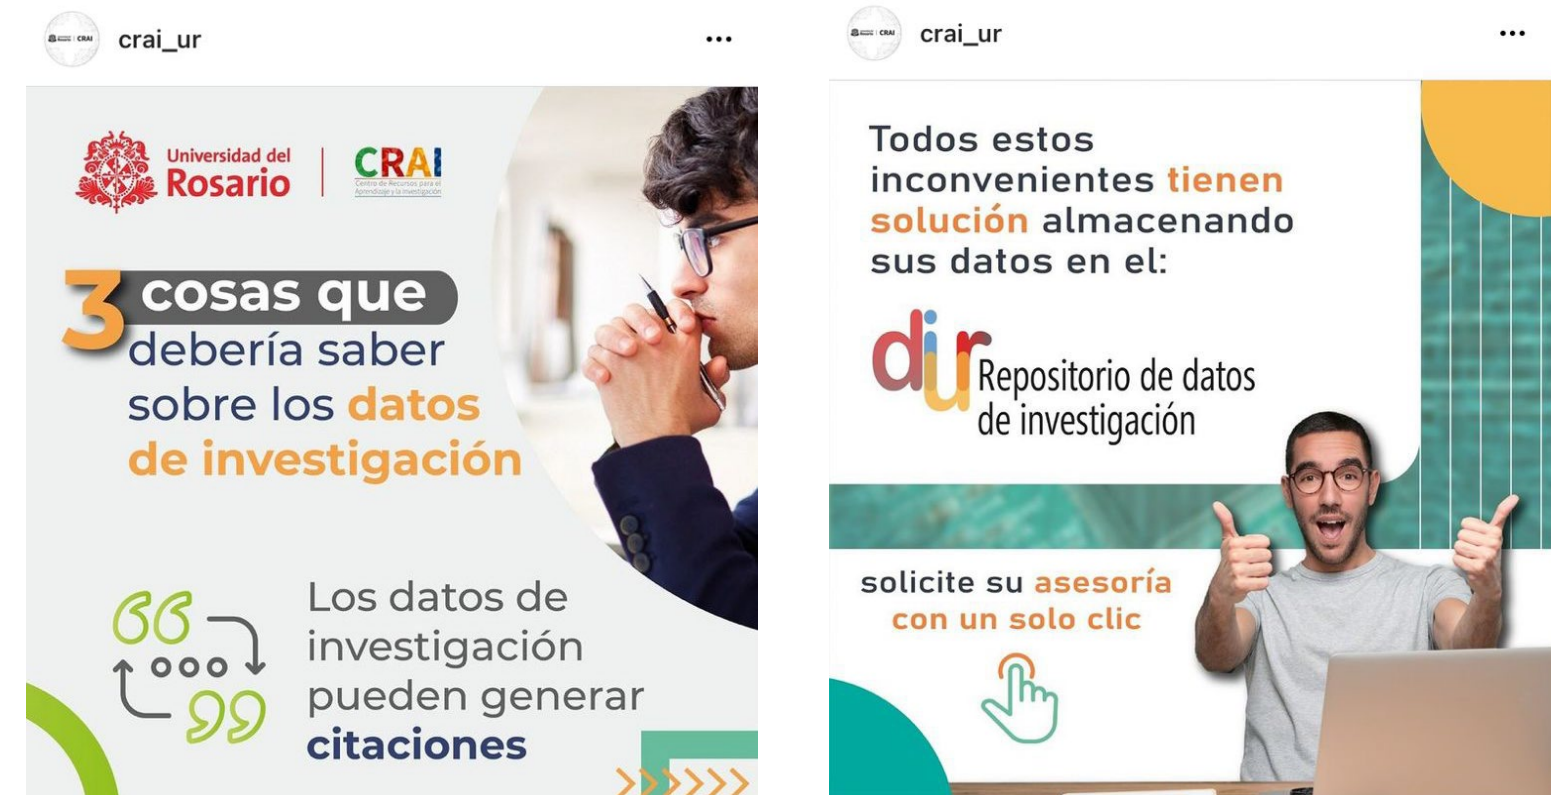 crai_ur
Universidad del
Rosario
CRAI
Centro de Recursos para el
Aprendizaje y la Investigación
3 cosas que
debería saber
sobre los datos
de investigación
Los datos de
investigación
pueden generar
citaciones
crai_ur
Todos estos
inconvenientes tienen
solución almacenando
sus datos en el:
diur
Repositorio de datos
de investigación
solicite su asesoría
con un solo clic